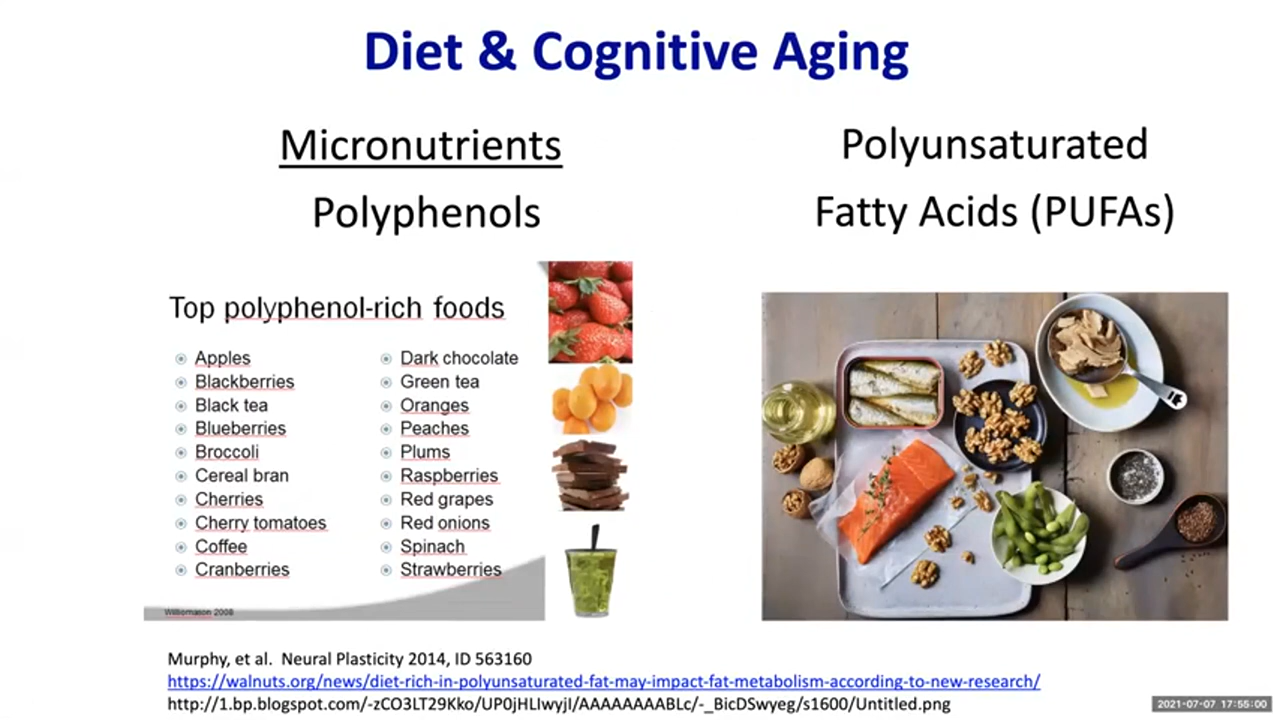 Diet & Cognitive Aging
Micronutrients
Polyphenols
Polyunsaturated
Fatty Acids (PUFAs)
Top polyphenol-rich foods
Apples
Blackberries
Black tea
Blueberries
Broccoli
Cereal bran
Cherries
Cherry tomatoes
Coffee
Cranberries
Dark chocolate
Green tea
Oranges
Peaches
Plums
Raspberries
Red grapes
Red onions
Spinach
Strawberries
Williomason 2008
Murphy, et al.  Neural Plasticity 2014, ID 563160
https://walnuts.org/news/diet-rich-in-polyunsaturated-fat-may-impact-fat-metabolism-according-to-new-research/
http://1.bp.blogspot.com/-zCO3LT29Kko/UP0jHLIwyjI/AAAAAAAABLc/-_BicDSwyeg/s1600/Untitled.png
2021-07-07 17:55:00